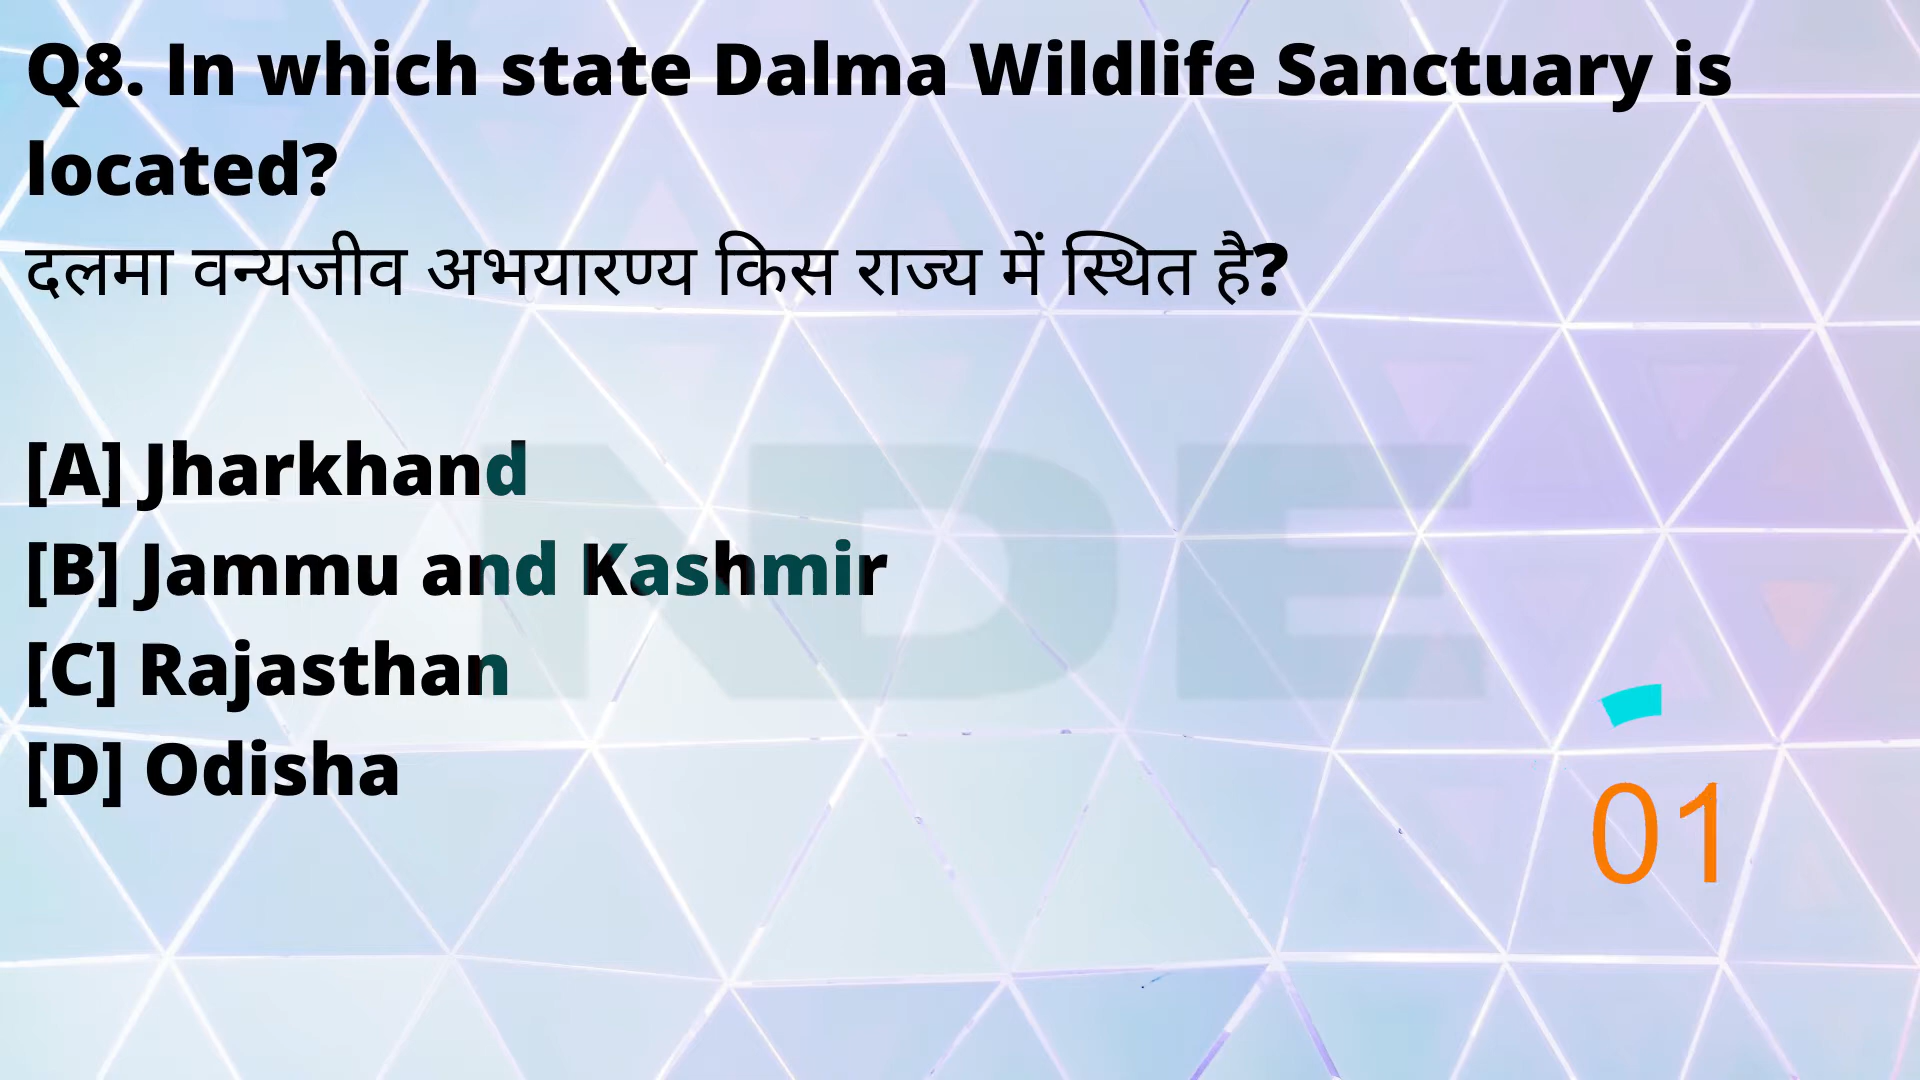 Q8. In which state Dalma Wildlife Sanctuary is
located?
दलमा वन्यजीव अभयारण्य किस राज्य में स्थित है?
[A] Jharkhand
[B] Jammu and Kashmir
[C] Rajasthan
[D] Odisha
NDE
01